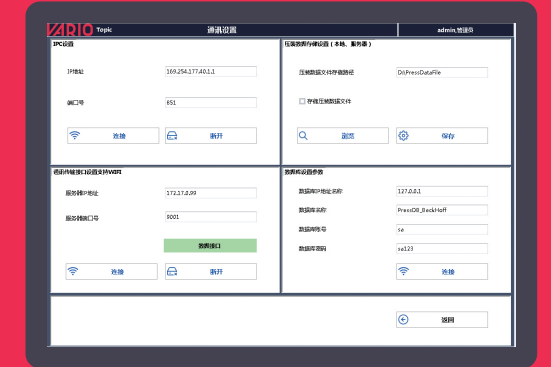 VARIO Topic 通讯设置 admin,管理员
IPC设置
IP地址 169.254.177.40.1.1
端口号 851
连接 断开
压装数据存储设置(本地、服务器)
压装数据文件存储路径 D:\PressDataFile
存储压装数据文件
浏览 保存
通讯传输接口设置支持WIFI
服务器IP地址 172.17.0.99
服务器端口号 9001
数据接口
连接 断开
数据库设置参数
数据库IP地址名称 127.0.0.1
数据库名称 PressDB_Beckhoff
数据库账号 sa
数据库密码 sa123
连接
返回